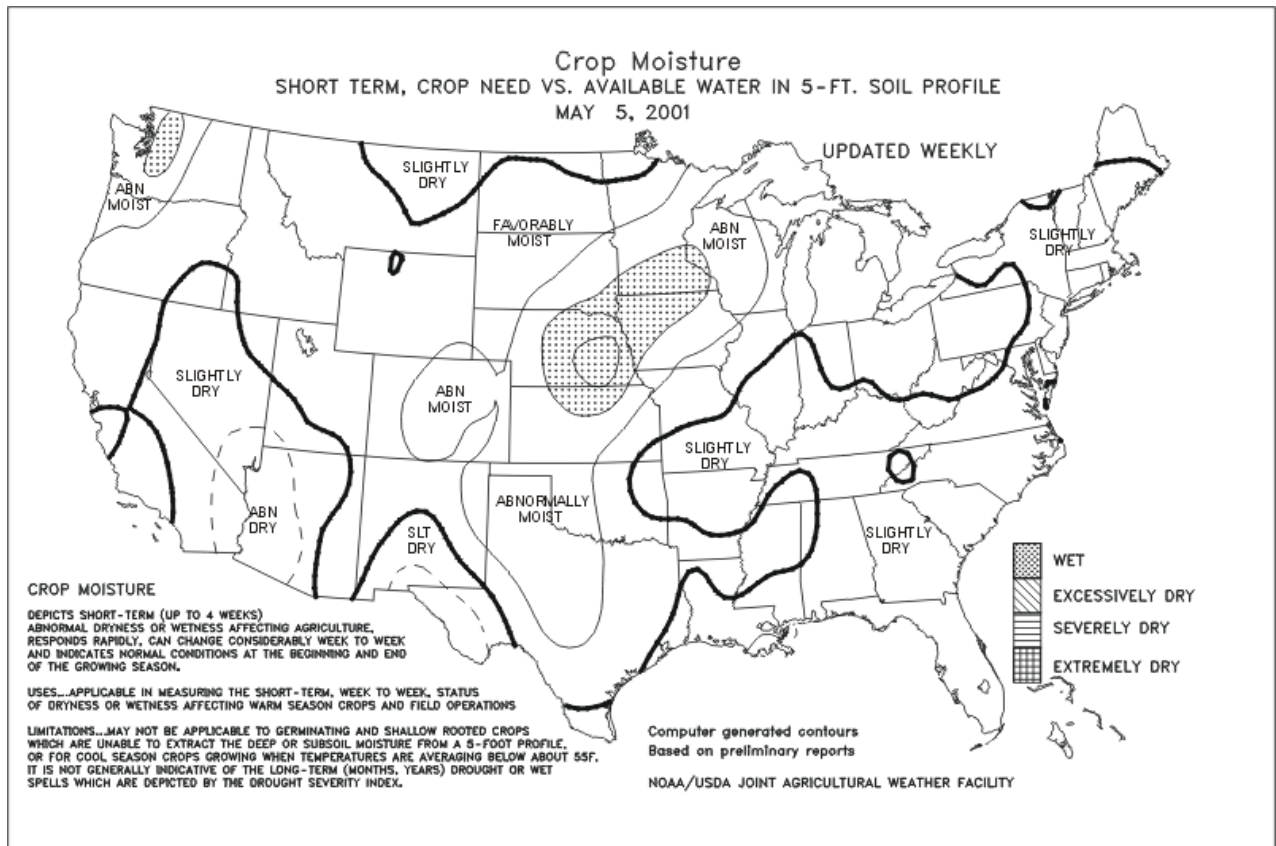 Crop Moisture
SHORT TERM, CROP NEED VS. AVAILABLE WATER IN 5-FT. SOIL PROFILE
MAY 5, 2001
UPDATED WEEKLY
SLIGHTLY
DRY
ABN
MOIST
FAVORABLY
MOIST
ABN
MOIST
SLIGHTLY
DRY
SLIGHTLY
DRY
ABN
MOIST
SLIGHTLY
DRY
ABN
DRY
ABNORMALLY
MOIST
SLT
DRY
SLIGHTLY
DRY
WET
EXCESSIVELY DRY
SEVERELY DRY
EXTREMELY DRY
CROP MOISTURE
DEPICTS SHORT-TERM (UP TO 4 WEEKS)
ABNORMAL DRYNESS OR WETNESS AFFECTING AGRICULTURE,
RESPONDS RAPIDLY, CAN CHANGE CONSIDERABLY WEEK TO WEEK
AND INDICATES NORMAL CONDITIONS AT THE BEGINNING AND END
OF THE GROWING SEASON.
USES...APPLICABLE IN MEASURING THE SHORT-TERM, WEEK TO WEEK, STATUS
OF DRYNESS OR WETNESS AFFECTING WARM SEASON CROPS AND FIELD OPERATIONS
LIMITATIONS...MAY NOT BE APPLICABLE TO GERMINATING AND SHALLOW ROOTED CROPS
WHICH ARE UNABLE TO EXTRACT THE DEEP OR SUBSOIL MOISTURE FROM A 5-FOOT PROFILE,
OR FOR COOL SEASON CROPS GROWING WHEN TEMPERATURES ARE AVERAGING BELOW ABOUT 55F.
IT IS NOT GENERALLY INDICATIVE OF THE LONG-TERM (MONTHS, YEARS) DROUGHT OR WET
SPELLS WHICH ARE DEPICTED BY THE DROUGHT SEVERITY INDEX.
Computer generated contours
Based on preliminary reports
NOAA/USDA JOINT AGRICULTURAL WEATHER FACILITY